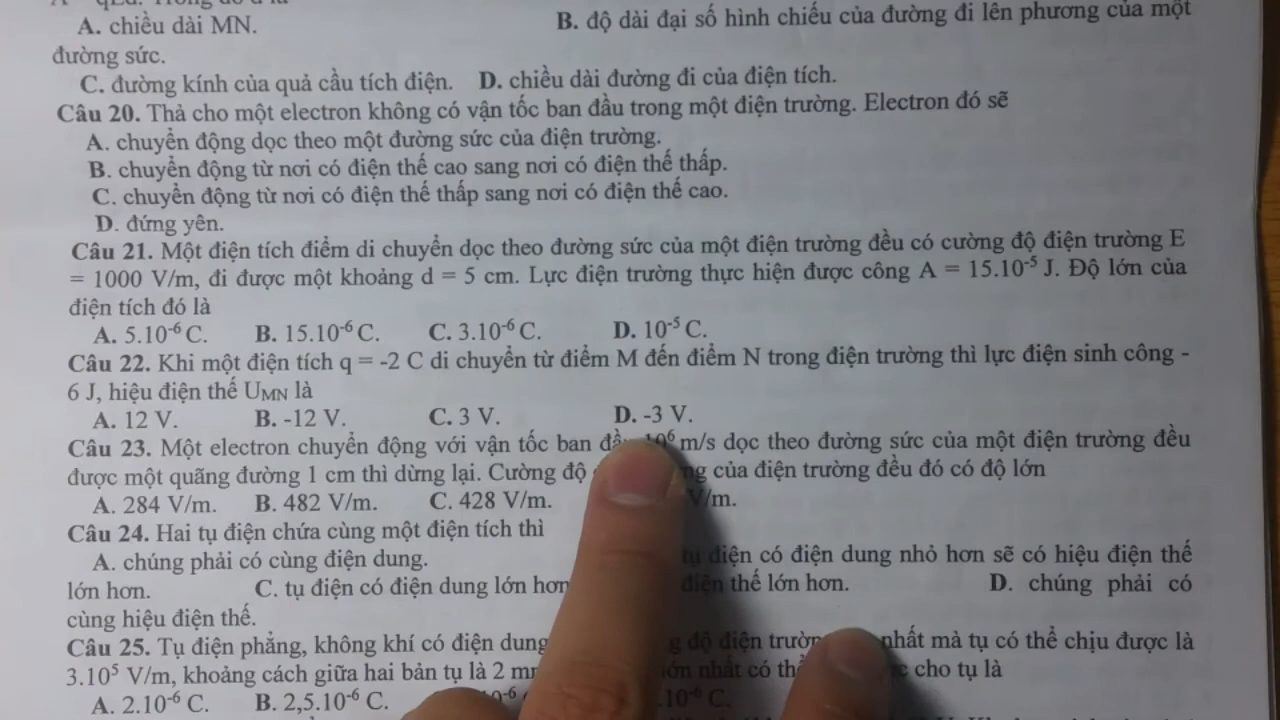 A. chiều dài MN. B. độ dài đại số hình chiếu của đường đi lên phương của một
đường sức.
C. đường kính của quả cầu tích điện. D. chiều dài đường đi của điện tích.
Câu 20. Thả cho một electron không có vận tốc ban đầu trong một điện trường. Electron đó sẽ
A. chuyển động dọc theo một đường sức của điện trường.
B. chuyển động từ nơi có điện thế cao sang nơi có điện thế thấp.
C. chuyển động từ nơi có điện thế thấp sang nơi có điện thế cao.
D. đứng yên.
Câu 21. Một điện tích điểm di chuyển dọc theo đường sức của một điện trường đều có cường độ điện trường E
= 1000 V/m, đi được một khoảng d = 5 cm. Lực điện trường thực hiện được công A = 15.10⁻⁵ J. Độ lớn của
điện tích đó là
A. 5.10⁻⁶ C. B. 15.10⁻⁶ C. C. 3.10⁻⁶ C. D. 10⁻⁵ C.
Câu 22. Khi một điện tích q = -2 C di chuyển từ điểm M đến điểm N trong điện trường thì lực điện sinh công -
6 J, hiệu điện thế UMN là
A. 12 V. B. -12 V. C. 3 V. D. -3 V.
Câu 23. Một electron chuyển động với vận tốc ban m/s dọc theo đường sức của một điện trường đều
được một quãng đường 1 cm thì dừng lại. Cường độ của điện trường đều đó có độ lớn
A. 284 V/m. B. 482 V/m. C. 428 V/m. V/m.
Câu 24. Hai tụ điện chứa cùng một điện tích thì
A. chúng phải có cùng điện dung. tụ điện có điện dung nhỏ hơn sẽ có hiệu điện thế
lớn hơn. C. tụ điện có điện dung lớn hơn điện thế lớn hơn. D. chúng phải có
cùng hiệu điện thế.
Câu 25. Tụ điện phẳng, không khí có điện dung độ điện nhất mà tụ có thể chịu được là
3.10⁵ V/m, khoảng cách giữa hai bản tụ là 2 nhất có cho tụ là
A. 2.10⁻⁶ C. B. 2,5.10⁻⁶ C.